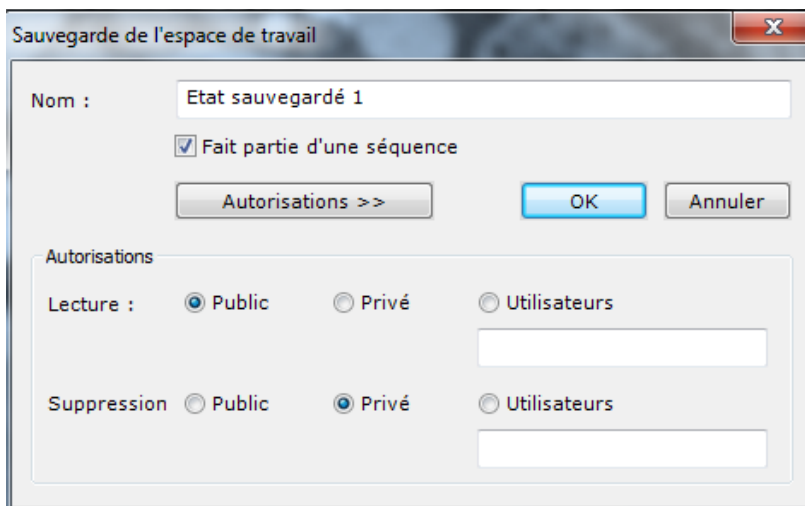 Sauvegarde de l'espace de travail
Nom :
Etat sauvegardé 1
Fait partie d'une séquence
Autorisations >>
OK
Annuler
Autorisations
Lecture :
Public
Privé
Utilisateurs
Suppression
Public
Privé
Utilisateurs